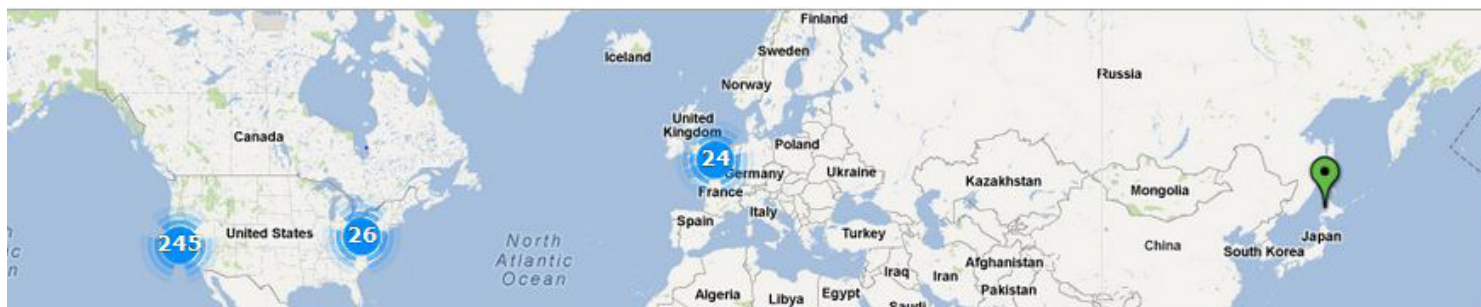 Finland
Iceland
Sweden
Russia
Norway
United
Kingdom
Canada
Poland
24
Germany
Ukraine
Kazakhstan
Mongolia
France
Spain
Italy
245
United States
26
Turkey
China
South Korea
Japan
North
Atlantic
Ocean
Iraq
Iran
Afghanistan
Pakistan
Algeria
Libya
Egypt